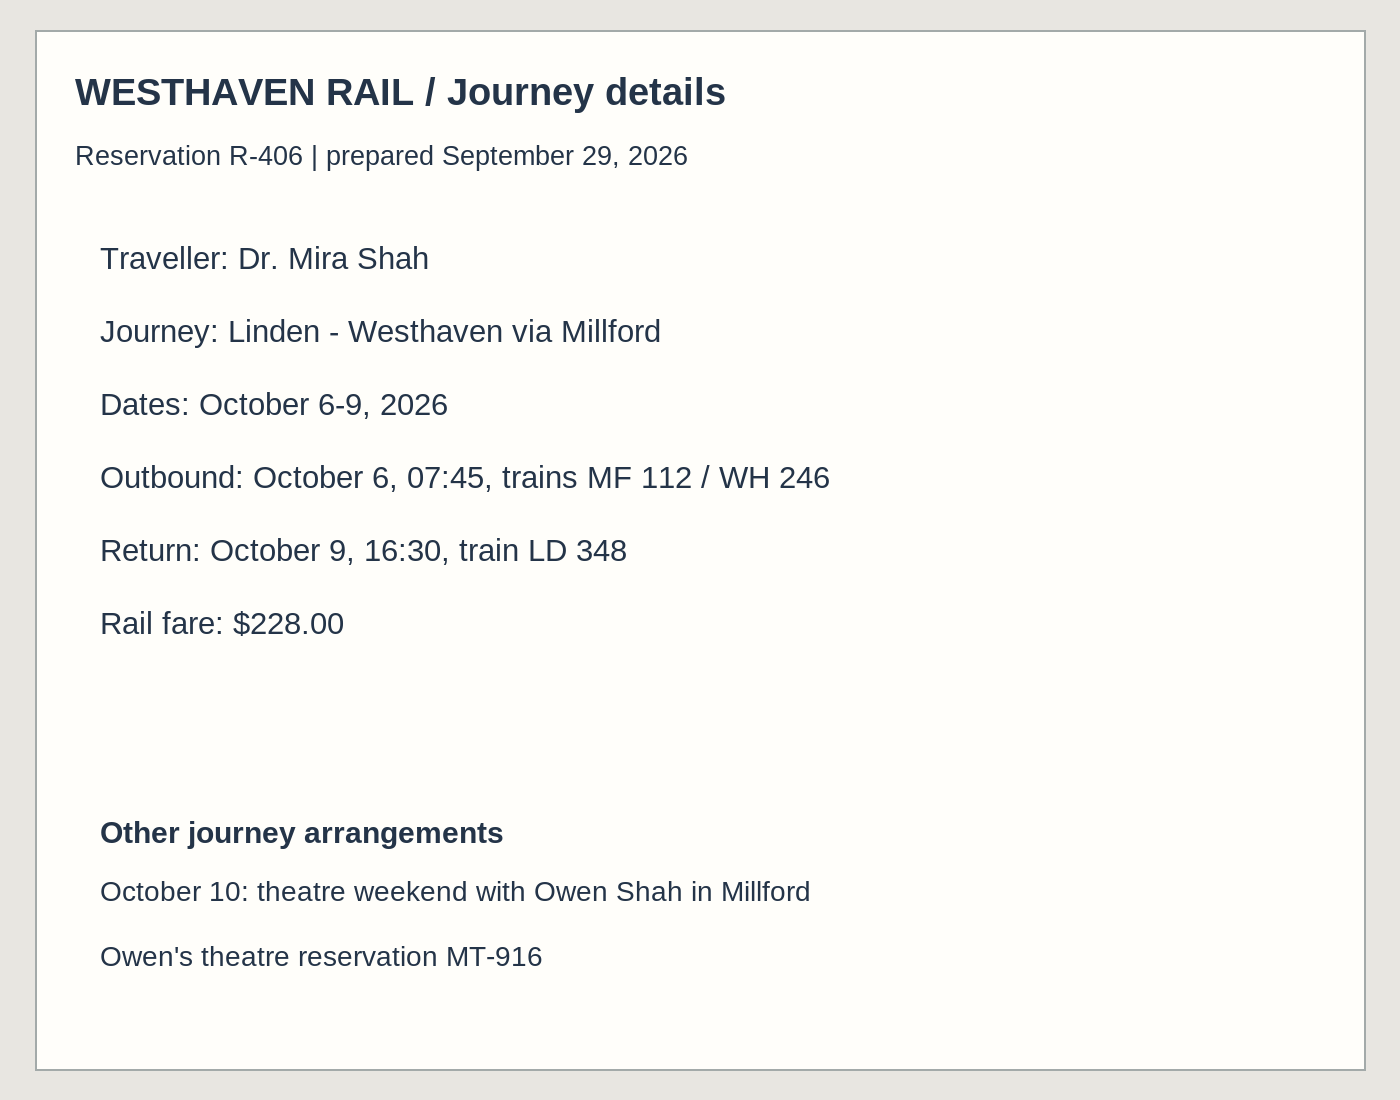 WESTHAVEN RAIL / Journey details
Reservation R-406 | prepared September 29, 2026
Traveller: Dr. Mira Shah
Journey: Linden - Westhaven via Millford
Dates: October 6-9, 2026
Outbound: October 6, 07:45, trains MF 112 / WH 246
Return: October 9, 16:30, train LD 348
Rail fare: $228.00
Other journey arrangements
October 10: theatre weekend with Owen Shah in Millford
Owen's theatre reservation MT-916